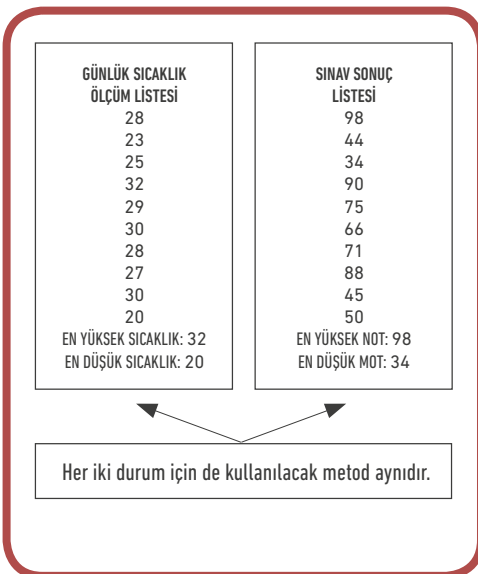 GÜNLÜK SICAKLIK
ÖLÇÜM LİSTESİ
28
23
25
32
29
30
28
27
30
20
EN YÜKSEK SICAKLIK: 32
EN DÜŞÜK SICAKLIK: 20
SINAV SONUÇ
LİSTESİ
98
44
34
90
75
66
71
88
45
50
EN YÜKSEK NOT: 98
EN DÜŞÜK MOT: 34
Her iki durum için de kullanılacak metod aynıdır.